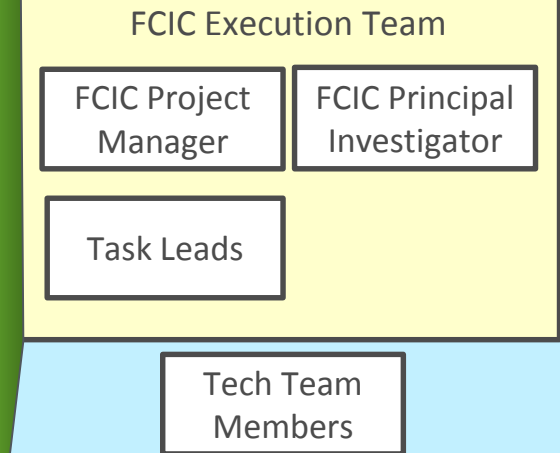 FCIC Execution Team
FCIC Project
Manager
FCIC Principal
Investigator
Task Leads
Tech Team
Members